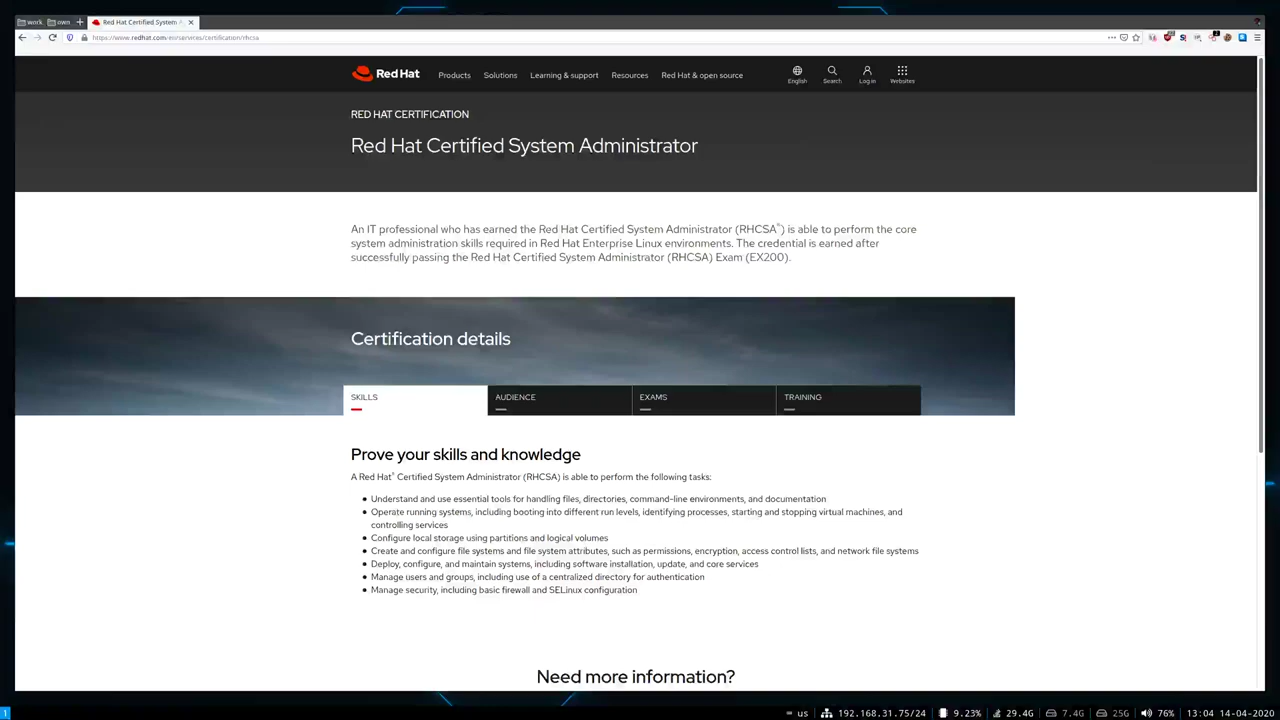 work own Red Hat Certified System A
https://www.redhat.com/en/services/certification/rhcsa
Red Hat Products Solutions Learning & support Resources Red Hat & open source English Search Log in Websites
RED HAT CERTIFICATION
Red Hat Certified System Administrator
An IT professional who has earned the Red Hat Certified System Administrator (RHCSA®) is able to perform the core
system administration skills required in Red Hat Enterprise Linux environments. The credential is earned after
successfully passing the Red Hat Certified System Administrator (RHCSA) Exam (EX200).
Certification details
SKILLS AUDIENCE EXAMS TRAINING
Prove your skills and knowledge
A Red Hat® Certified System Administrator (RHCSA) is able to perform the following tasks:
Understand and use essential tools for handling files, directories, command-line environments, and documentation
Operate running systems, including booting into different run levels, identifying processes, starting and stopping virtual machines, and
controlling services
Configure local storage using partitions and logical volumes
Create and configure file systems and file system attributes, such as permissions, encryption, access control lists, and network file systems
Deploy, configure, and maintain systems, including software installation, update, and core services
Manage users and groups, including use of a centralized directory for authentication
Manage security, including basic firewall and SELinux configuration
Need more information?
1 us 192.168.31.75/24 9.23% 29.4G 7.4G 25G 76% 13:04 14-04-2020